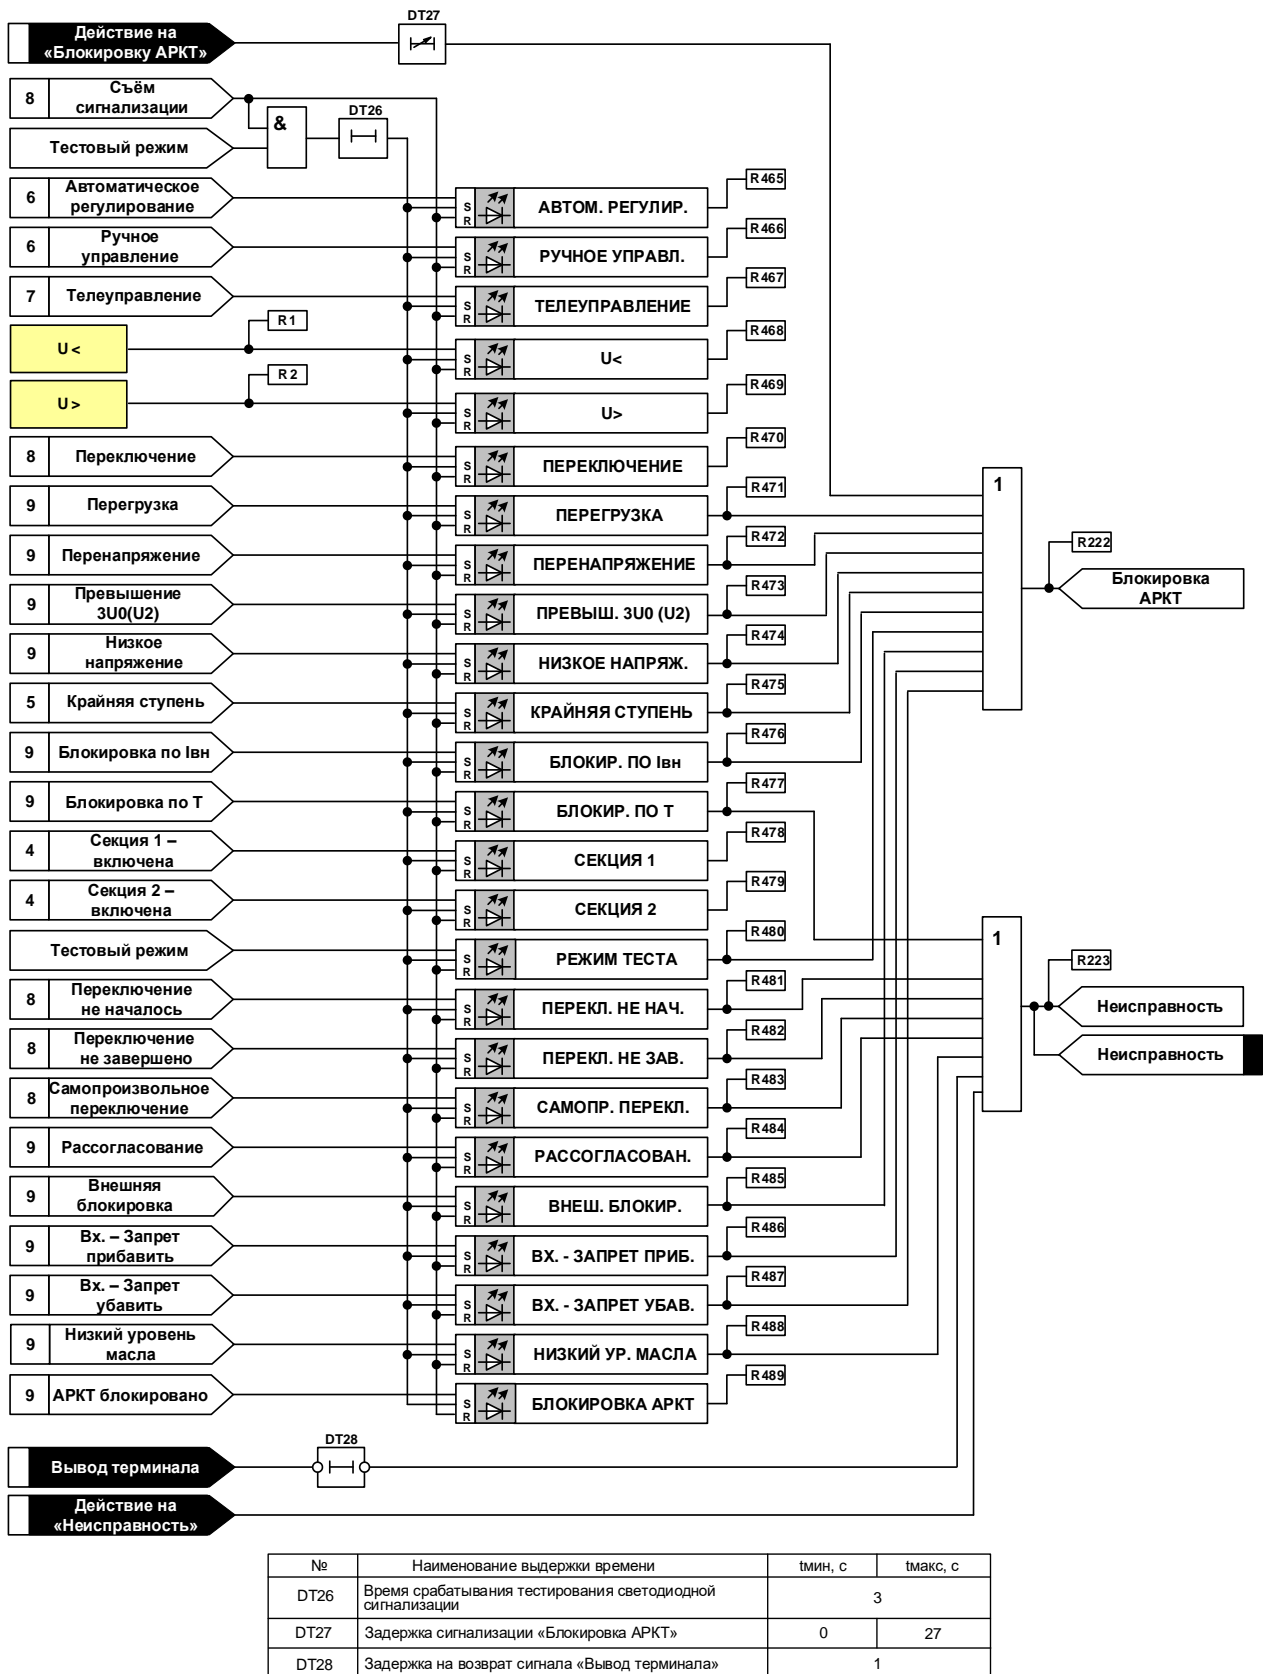 DT27
Действие на
«Блокировку АРКТ»
8
Съём
сигнализации
&
DT26
Тестовый режим
6
Автоматическое
регулирование
S
R
АВТОМ. РЕГУЛИР.
R465
6
Ручное
управление
S
R
РУЧНОЕ УПРАВЛ.
R466
7
Телеуправление
S
R
ТЕЛЕУПРАВЛЕНИЕ
R467
U<
R1
S
R
U<
R468
U>
R2
S
R
U>
R469
8
Переключение
S
R
ПЕРЕКЛЮЧЕНИЕ
R470
9
Перегрузка
S
R
ПЕРЕГРУЗКА
R471
9
Перенапряжение
S
R
ПЕРЕНАПРЯЖЕНИЕ
R472
9
Превышение
3U0(U2)
S
R
ПРЕВЫШ. 3U0 (U2)
R473
9
Низкое
напряжение
S
R
НИЗКОЕ НАПРЯЖ.
R474
5
Крайняя ступень
S
R
КРАЙНЯЯ СТУПЕНЬ
R475
9
Блокировка по Iвн
S
R
БЛОКИР. ПО Iвн
R476
9
Блокировка по Т
S
R
БЛОКИР. ПО Т
R477
4
Секция 1 –
включена
S
R
СЕКЦИЯ 1
R478
4
Секция 2 –
включена
S
R
СЕКЦИЯ 2
R479
Тестовый режим
S
R
РЕЖИМ ТЕСТА
R480
8
Переключение
не началось
S
R
ПЕРЕКЛ. НЕ НАЧ.
R481
8
Переключение
не завершено
S
R
ПЕРЕКЛ. НЕ ЗАВ.
R482
8
Самопроизвольное
переключение
S
R
САМОПР. ПЕРЕКЛ.
R483
9
Рассогласование
S
R
РАССОГЛАСОВАН.
R484
9
Внешняя
блокировка
S
R
ВНЕШ. БЛОКИР.
R485
9
Вх. – Запрет
прибавить
S
R
ВХ. - ЗАПРЕТ ПРИБ.
R486
9
Вх. – Запрет
убавить
S
R
ВХ. - ЗАПРЕТ УБАВ.
R487
9
Низкий уровень
масла
S
R
НИЗКИЙ УР. МАСЛА
R488
9
АРКТ блокировано
S
R
БЛОКИРОВКА АРКТ
R489
1
R222
Блокировка
АРКТ
1
R223
Неисправность
Неисправность
DT28
Вывод терминала
Действие на
«Неисправность»
№ Наименование выдержки времени tмин, с tмакс, с
DT26 Время срабатывания тестирования светодиодной
сигнализации 3
DT27 Задержка сигнализации «Блокировка АРКТ» 0 27
DT28 Задержка на возврат сигнала «Вывод терминала» 1